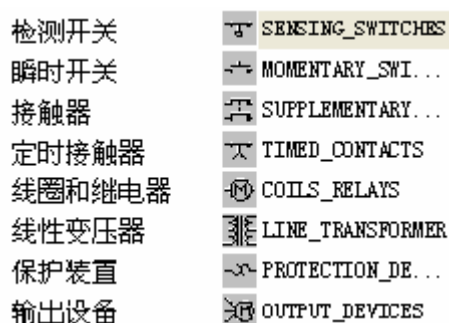 检测开关 SENSING_SWITCHES
瞬时开关 MOMENTARY_SWI...
接触器 SUPPLEMENTARY...
定时接触器 TIMED_CONTACTS
线圈和继电器 COILS_RELAYS
线性变压器 LINE_TRANSFORMER
保护装置 PROTECTION_DE...
输出设备 OUTPUT_DEVICES